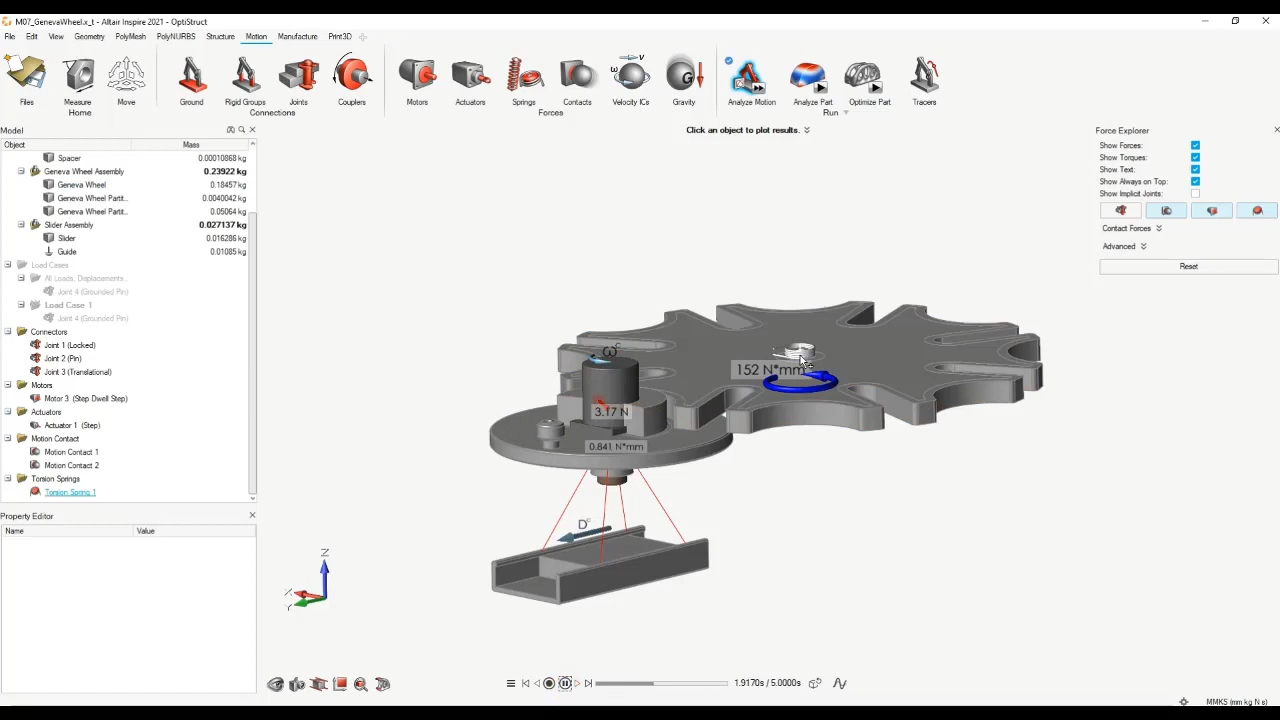 M07_GenevaWheel.x_t - Altair Inspire 2021 - OptiStruct
File Edit View Geometry PolyMesh PolyNURBS Structure Motion Manufacture Print3D
Files Measure Move Ground Rigid Groups Joints Couplers Motors Actuators Springs Contacts Velocity ICs Gravity Analyze Motion Analyze Part Optimize Part Tracers
Home Connections Forces Run
Model
Object Mass
Spacer 0.00010868 kg
Geneva Wheel Assembly 0.23922 kg
Geneva Wheel 0.18457 kg
Geneva Wheel Partit... 0.0040042 kg
Geneva Wheel Partit... 0.05064 kg
Slider Assembly 0.027137 kg
Slider 0.016286 kg
Guide 0.01085 kg
Load Cases
All Loads, Displacements...
Joint 4 (Grounded Pin)
Load Case 1
Joint 4 (Grounded Pin)
Connectors
Joint 1 (Locked)
Joint 2 (Pin)
Joint 3 (Translational)
Motors
Motor 3 (Step Dwell Step)
Actuators
Actuator 1 (Step)
Motion Contact
Motion Contact 1
Motion Contact 2
Torsion Springs
Torsion Spring 1
Property Editor
Name Value
Click an object to plot results.
ω c
152 N*mm
3.17 N
0.841 N*mm
D c
Z
X
Y
G
ω v
1.9170s / 5.0000s
Force Explorer
Show Forces:
Show Torques:
Show Text:
Show Always on Top:
Show Implicit Joints:
Contact Forces
Advanced
Reset
MMKS (mm kg N s)